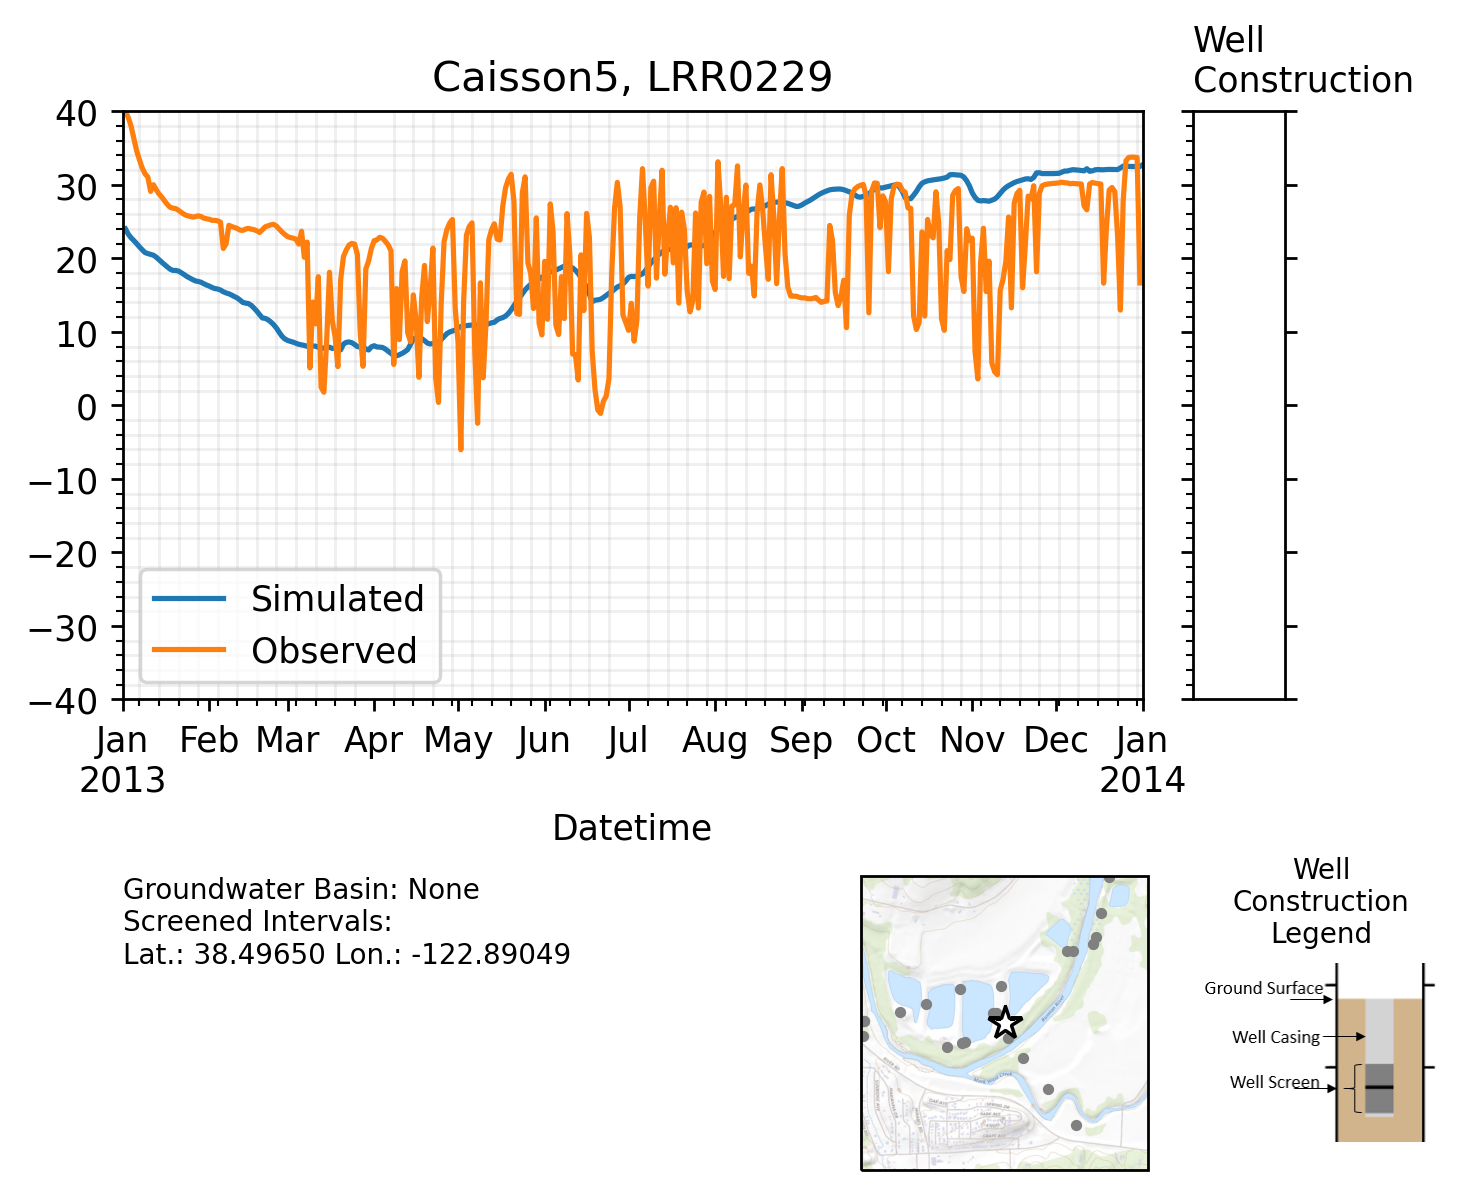 Well
Construction
Caisson5, LRR0229
40
30
20
10
0
−10
−20
−30
−40
Simulated
Observed
Jan Feb Mar Apr May Jun Jul Aug Sep Oct Nov Dec Jan
2013 2014
Datetime
Groundwater Basin: None
Screened Intervals:
Lat.: 38.49650 Lon.: -122.89049
Well
Construction
Legend
Ground Surface
Well Casing
Well Screen